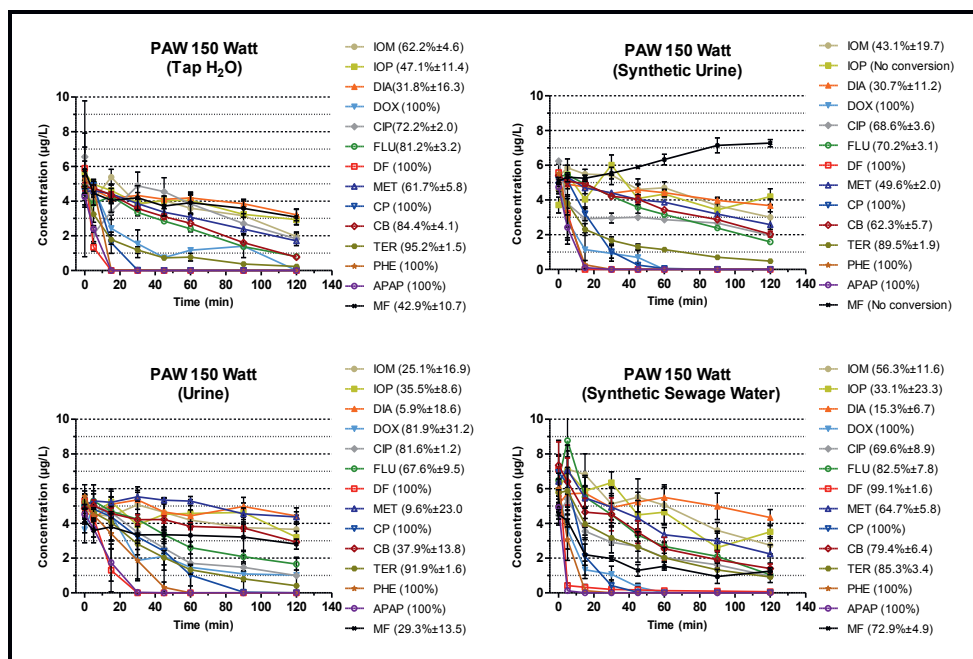 PAW 150 Watt
(Tap H2O)
Concentration (µg/L)
10
8
6
4
2
0
0 20 40 60 80 100 120 140
Time (min)
IOM (62.2%±4.6)
IOP (47.1%±11.4)
DIA(31.8%±16.3)
DOX (100%)
CIP(72.2%±2.0)
FLU(81.2%±3.2)
DF (100%)
MET (61.7%±5.8)
CP (100%)
CB (84.4%±4.1)
TER (95.2%±1.5)
PHE (100%)
APAP (100%)
MF (42.9%±10.7)
PAW 150 Watt
(Synthetic Urine)
Concentration (µg/L)
10
8
6
4
2
0
0 20 40 60 80 100 120 140
Time (min)
IOM (43.1%±19.7)
IOP (No conversion)
DIA (30.7%±11.2)
DOX (100%)
CIP (68.6%±3.6)
FLU (70.2%±3.1)
DF (100%)
MET (49.6%±2.0)
CP (100%)
CB (62.3%±5.7)
TER (89.5%±1.9)
PHE (100%)
APAP (100%)
MF (No conversion)
PAW 150 Watt
(Urine)
Concentration (µg/L)
10
8
6
4
2
0
0 20 40 60 80 100 120 140
Time (min)
IOM (25.1%±16.9)
IOP (35.5%±8.6)
DIA (5.9%±18.6)
DOX (81.9%±31.2)
CIP (81.6%±1.2)
FLU (67.6%±9.5)
DF (100%)
MET (9.6%±23.0
CP (100%)
CB (37.9%±13.8)
TER (91.9%±1.6)
PHE (100%)
APAP (100%)
MF (29.3%±13.5)
PAW 150 Watt
(Synthetic Sewage Water)
Concentration (µg/L)
10
8
6
4
2
0
0 20 40 60 80 100 120 140
Time (min)
IOM (56.3%±11.6)
IOP (33.1%±23.3)
DIA (15.3%±6.7)
DOX (100%)
CIP (69.6%±8.9)
FLU (82.5%±7.8)
DF (99.1%±1.6)
MET (64.7%±5.8)
CP (100%)
CB (79.4%±6.4)
TER (85.3%3.4)
PHE (100%)
APAP (100%)
MF (72.9%±4.9)